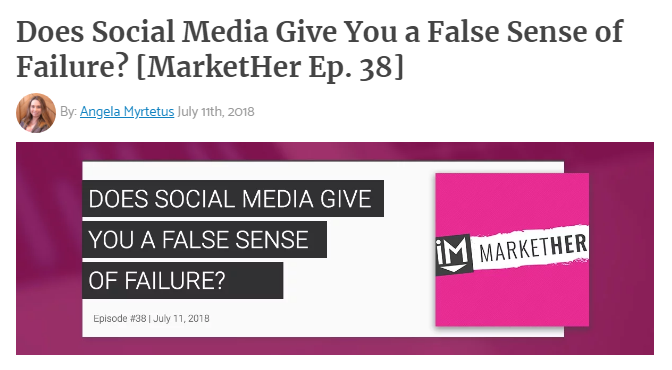 Does Social Media Give You a False Sense of
Failure? [MarketHer Ep. 38]
By: Angela Myrtetus July 11th, 2018
DOES SOCIAL MEDIA GIVE
YOU A FALSE SENSE
OF FAILURE?
Episode #38 | July 11, 2018
iM MARKETHER